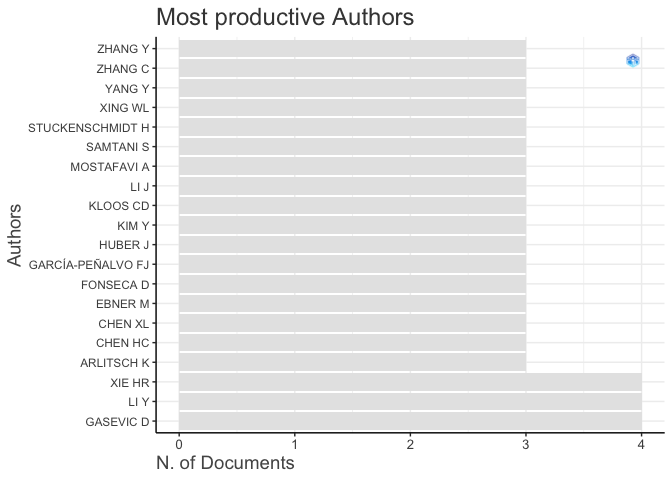 Most productive Authors
Authors
ZHANG Y
ZHANG C
YANG Y
XING WL
STUCKENSCHMIDT H
SAMTANI S
MOSTAFAVI A
LI J
KLOOS CD
KIM Y
HUBER J
GARCÍA-PEÑALVO FJ
FONSECA D
EBNER M
CHEN XL
CHEN HC
ARLITSCH K
XIE HR
LI Y
GASEVIC D
0 1 2 3 4
N. of Documents